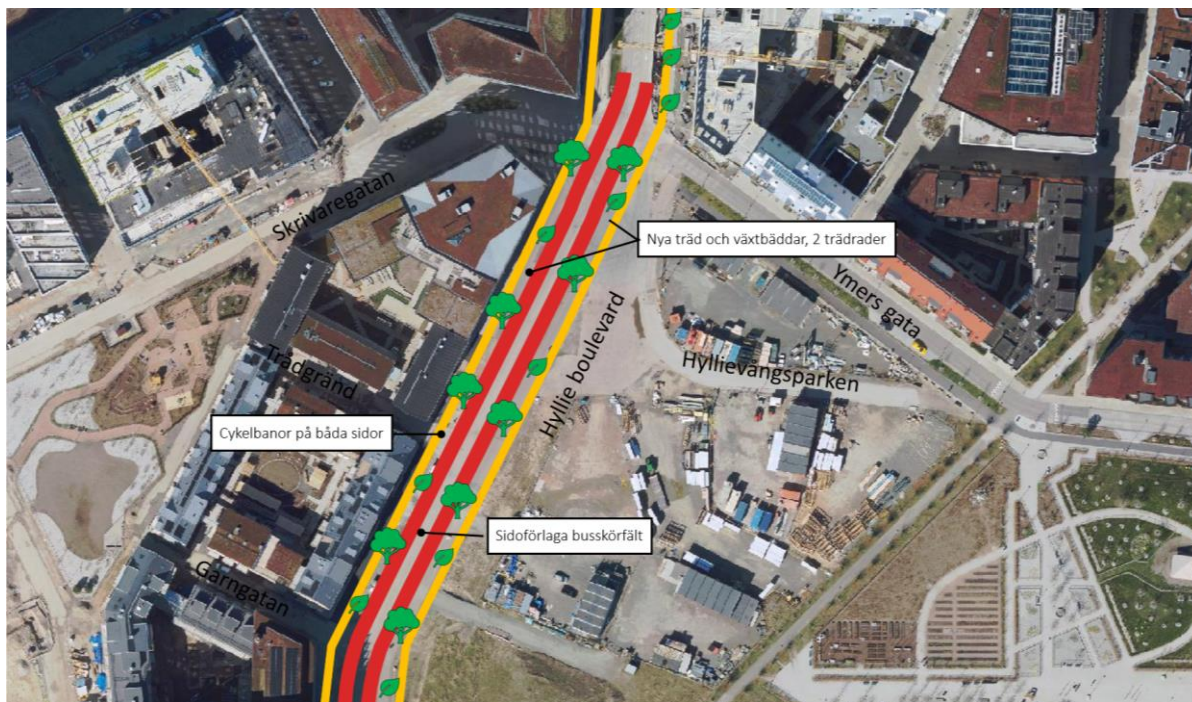 Skrivaregatan
Nya träd och växtbäddar, 2 trädrader
Ymers gata
Trädgränd
Hyllie boulevard
Hyllievångsparken
Cykelbanor på båda sidor
Sidoförlaga busskörfält
Garngatan